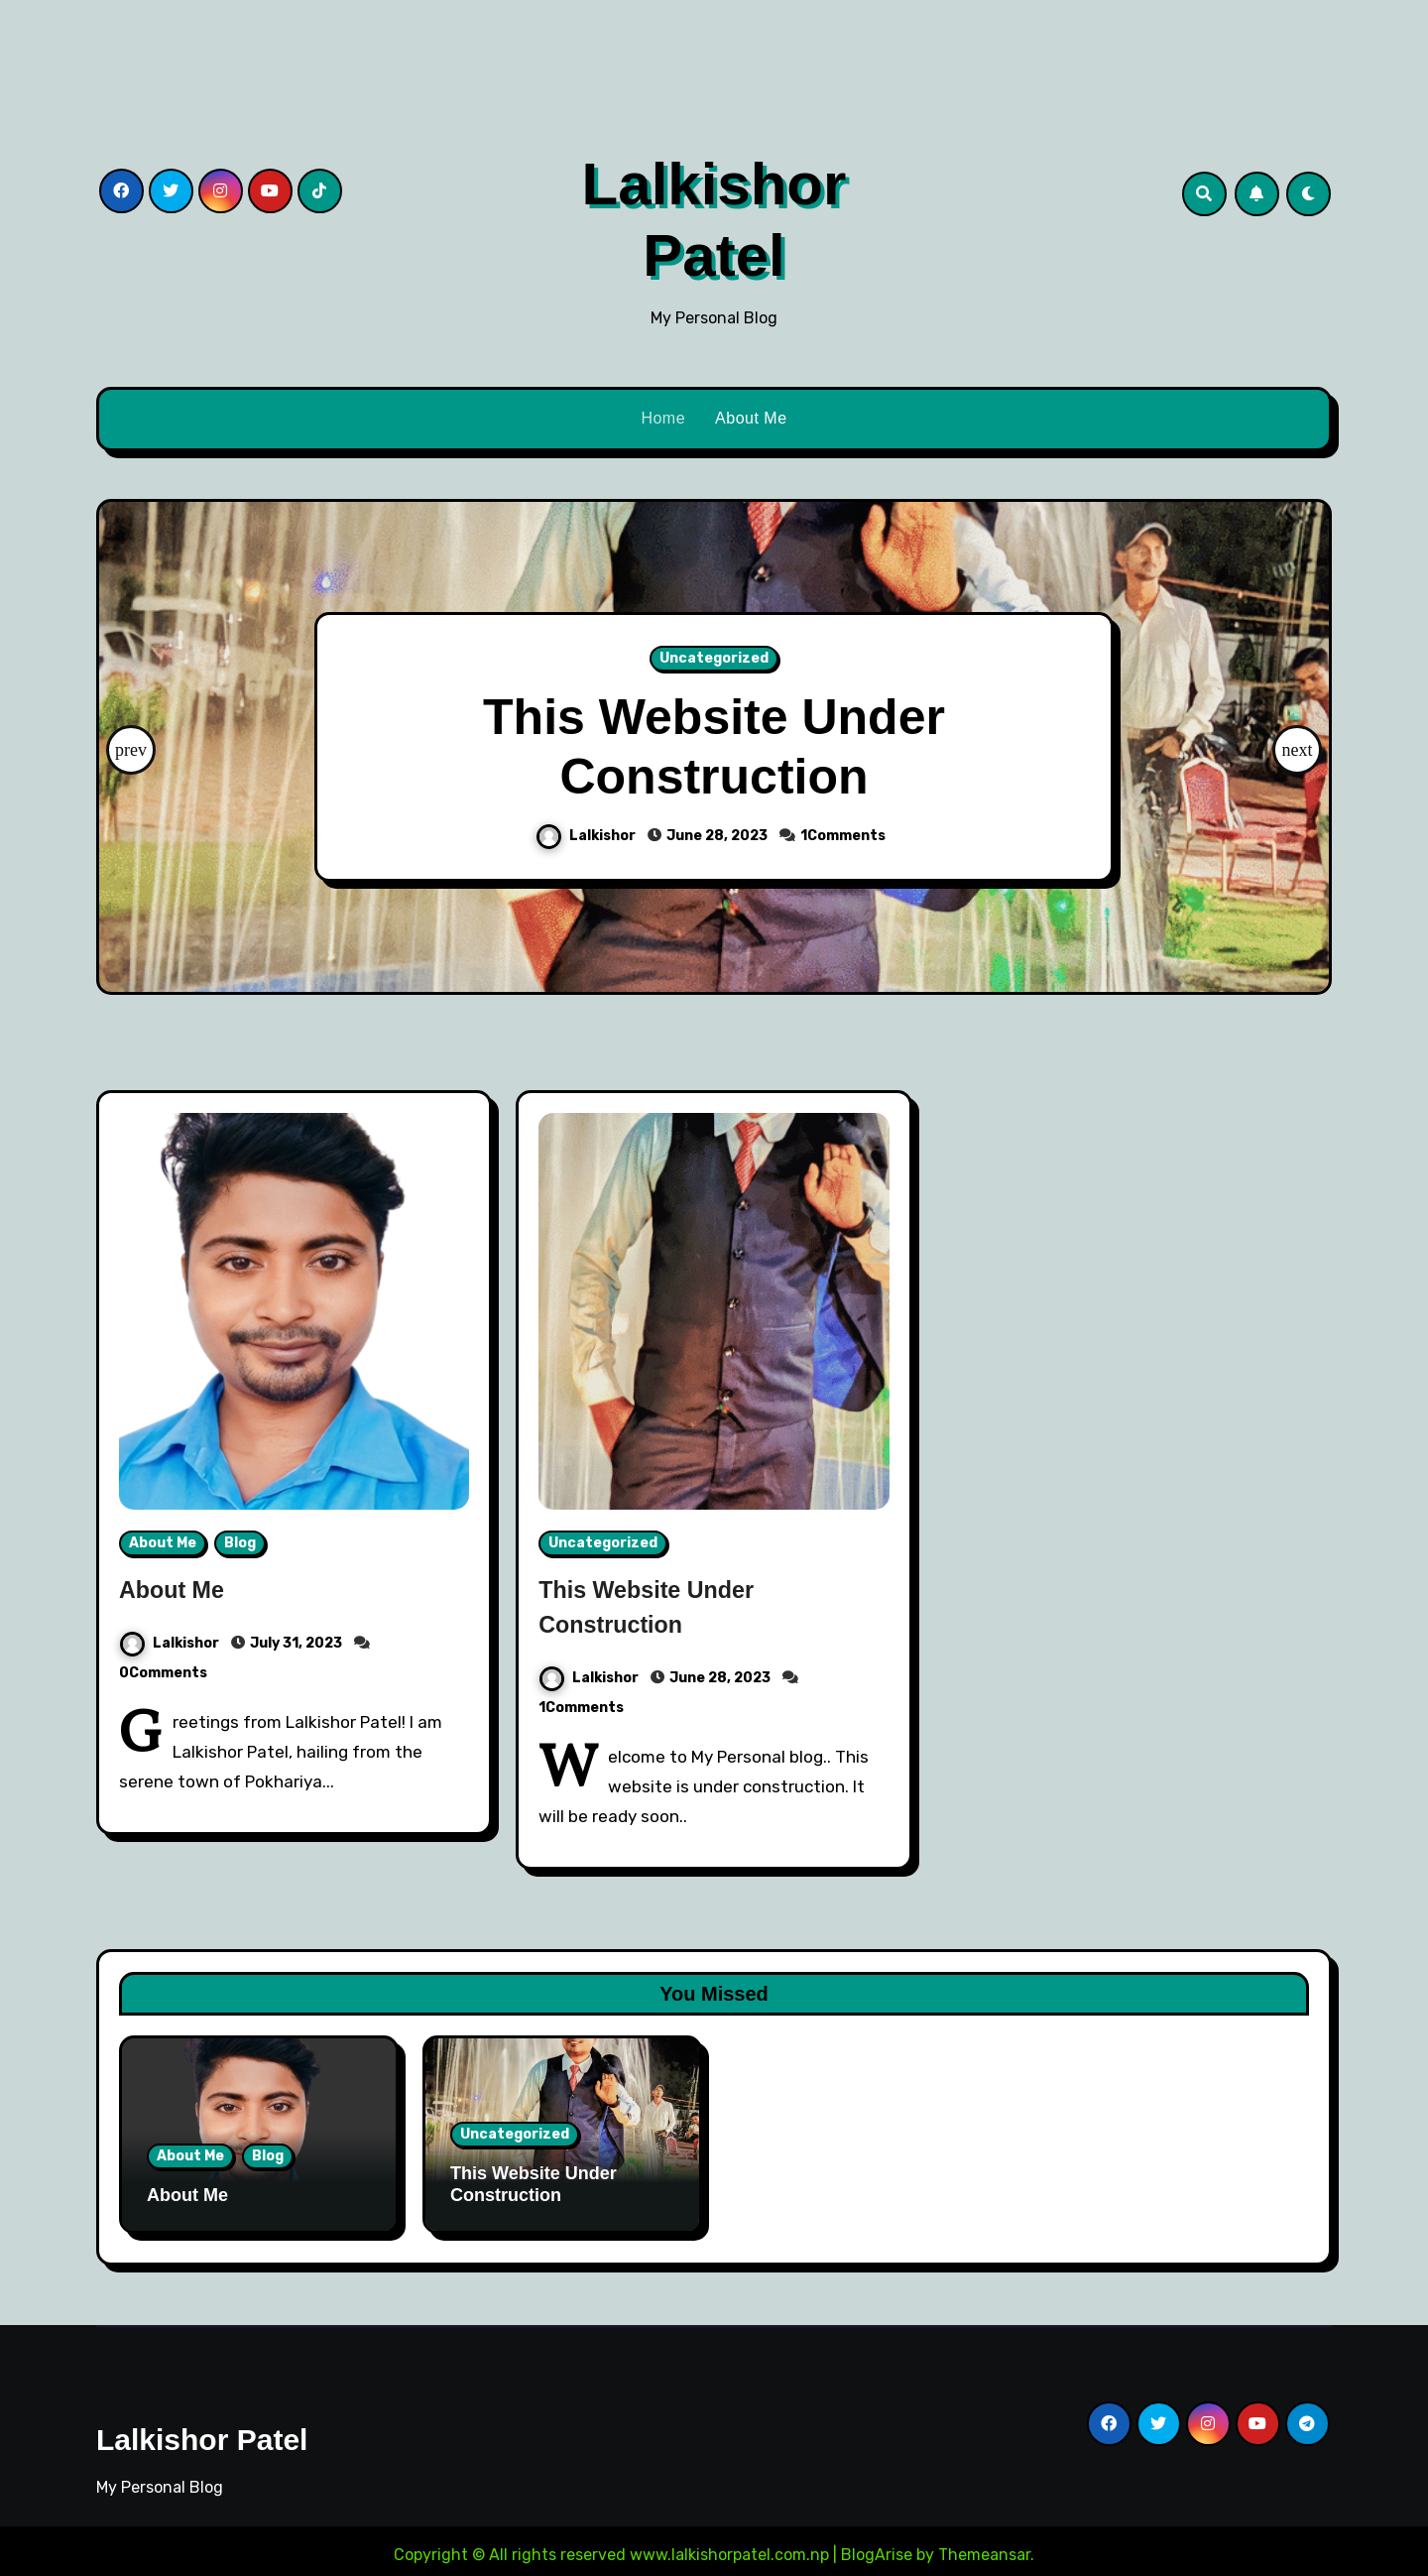 Lalkishor
Patel
My Personal Blog
Home About Me
Uncategorized
This Website Under
Construction
prev
next
Lalkishor June 28, 2023 1Comments
About Me Blog
About Me
Lalkishor July 31, 2023
0Comments
Greetings from Lalkishor Patel! I am
Lalkishor Patel, hailing from the
serene town of Pokhariya...
Uncategorized
This Website Under
Construction
Lalkishor June 28, 2023
1Comments
Welcome to My Personal blog.. This
website is under construction. It
will be ready soon..
You Missed
About Me Blog
About Me
Uncategorized
This Website Under
Construction
Lalkishor Patel
My Personal Blog
Copyright © All rights reserved www.lalkishorpatel.com.np | BlogArise by Themeansar.